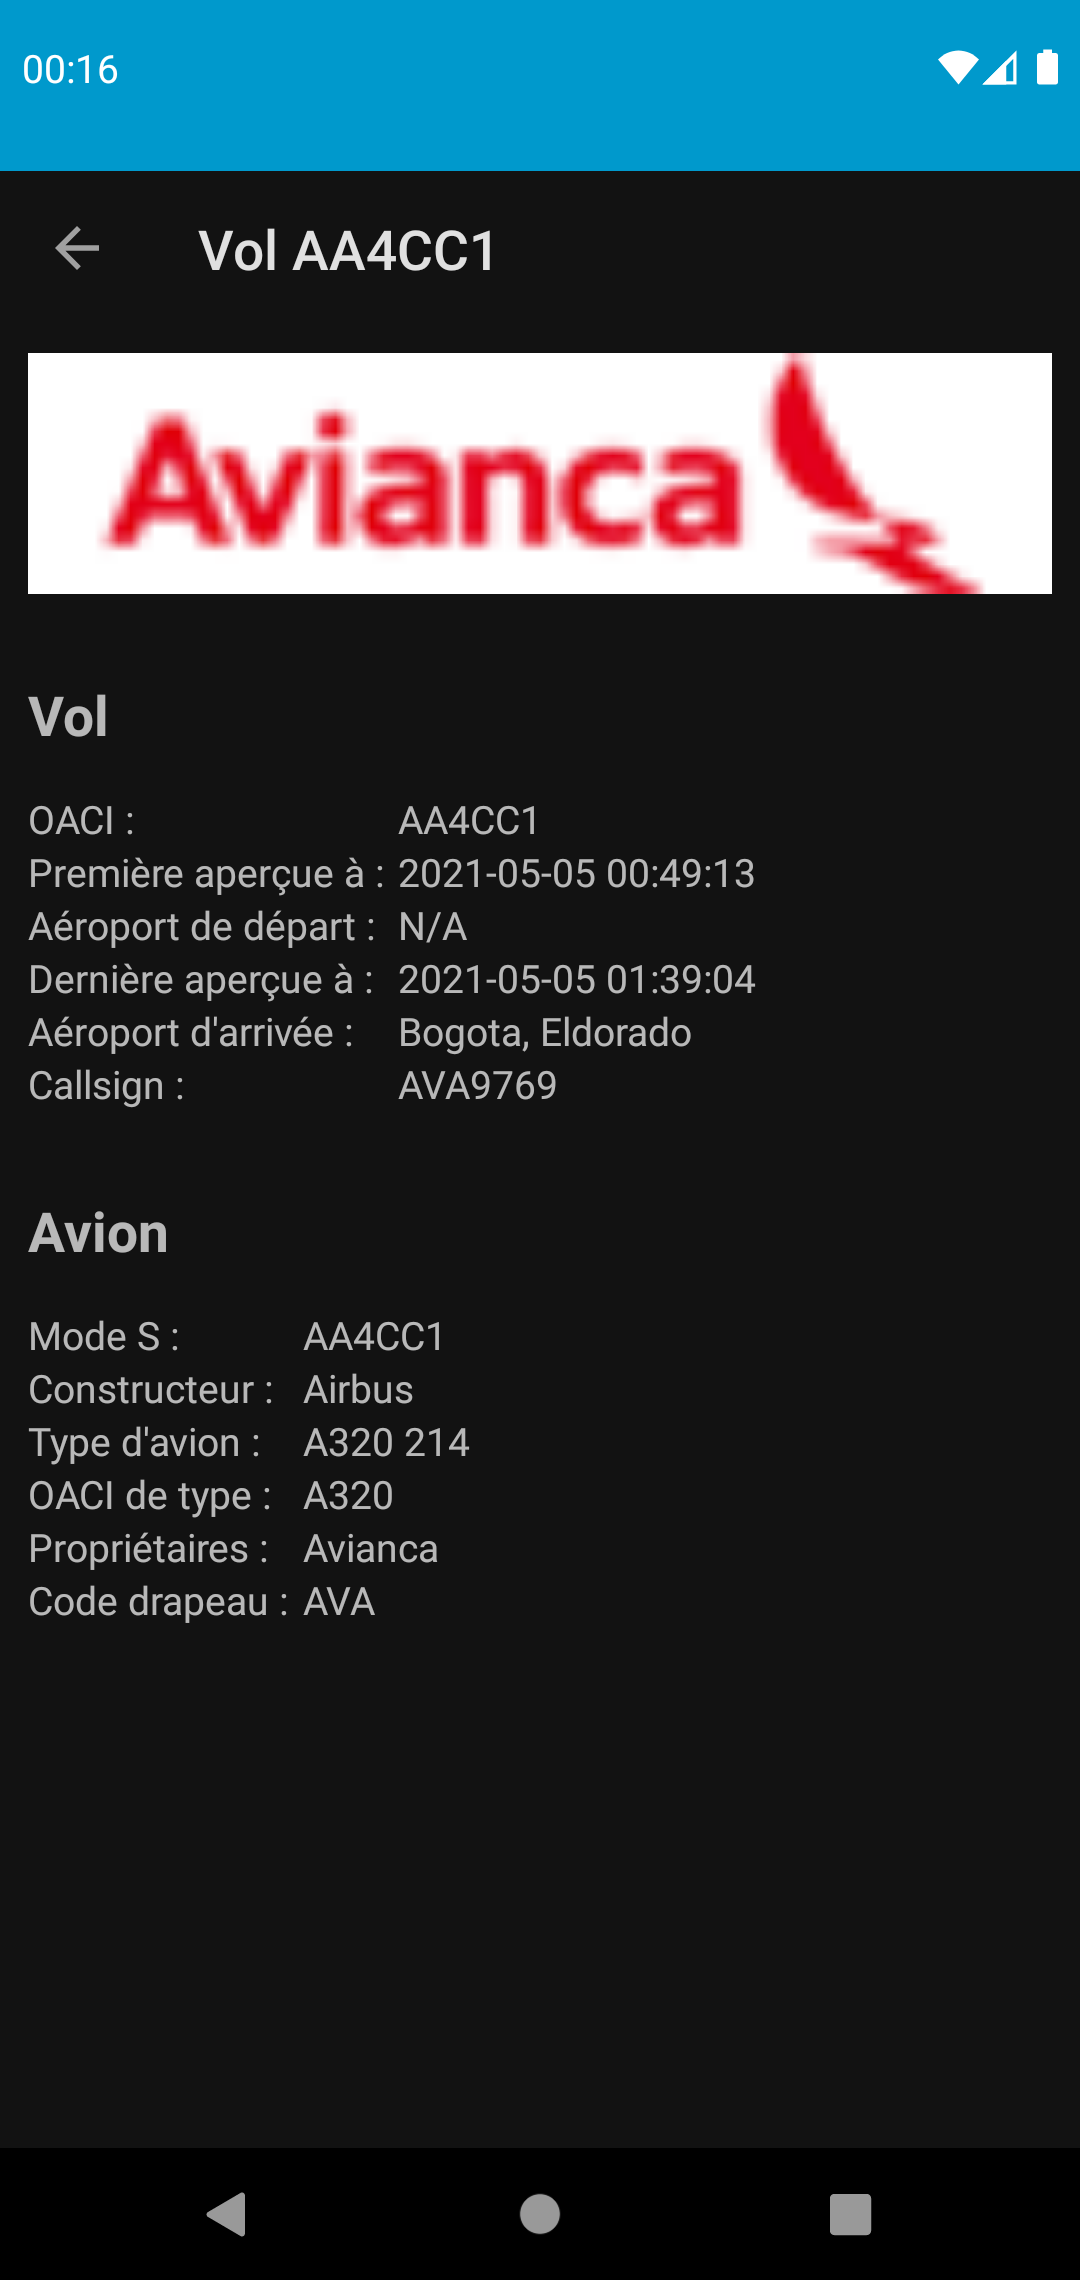 00:16
Vol AA4CC1
Avianca
Vol
OACI : AA4CC1
Première aperçue à : 2021-05-05 00:49:13
Aéroport de départ : N/A
Dernière aperçue à : 2021-05-05 01:39:04
Aéroport d'arrivée : Bogota, Eldorado
Callsign : AVA9769
Avion
Mode S : AA4CC1
Constructeur : Airbus
Type d'avion : A320 214
OACI de type : A320
Propriétaires : Avianca
Code drapeau : AVA